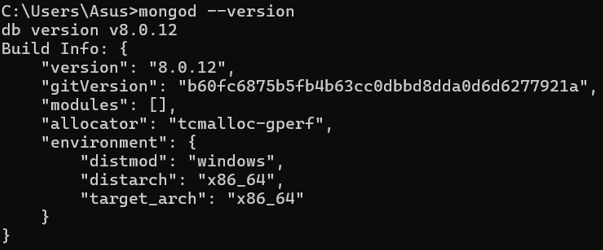 C:\Users\Asus>mongod --version
db version v8.0.12
Build Info: {
    "version": "8.0.12",
    "gitVersion": "b60fc6875b5fb4b63cc0dbbd8dda0d6d6277921a",
    "modules": [],
    "allocator": "tcmalloc-gperf",
    "environment": {
        "distmod": "windows",
        "distarch": "x86_64",
        "target_arch": "x86_64"
    }
}